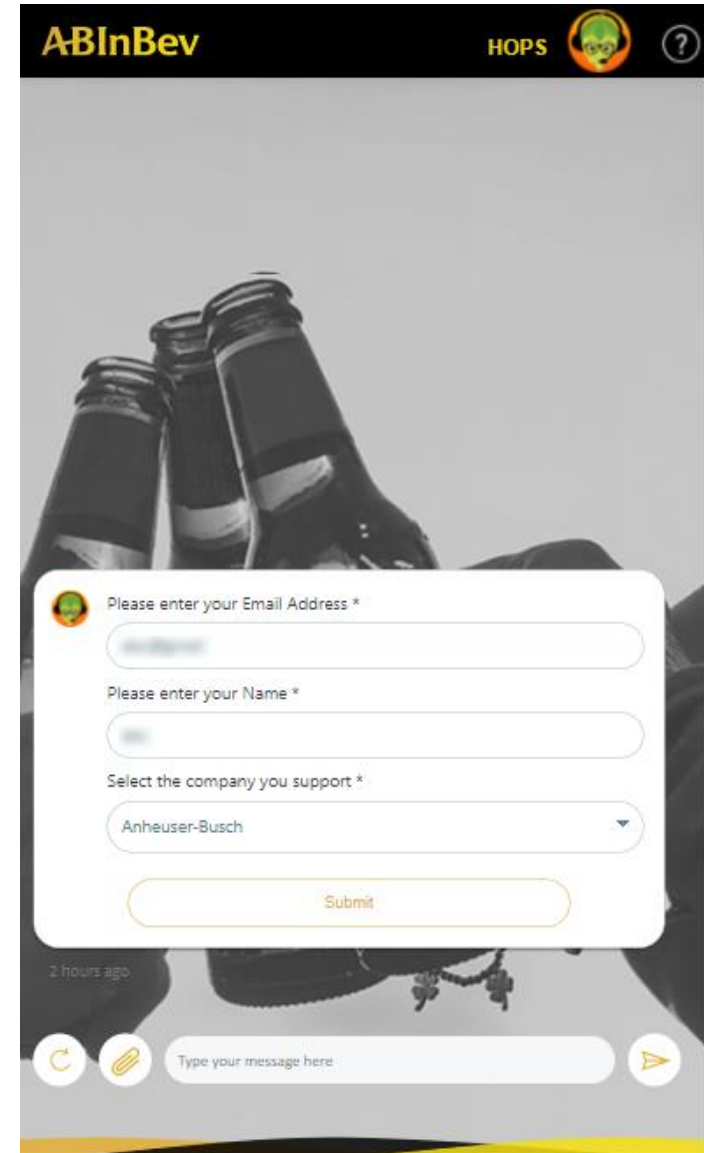 ABInBev
HOPS
?
Please enter your Email Address *
Please enter your Name *
Select the company you support *
Anheuser-Busch
Submit
2 hours ago
Type your message here